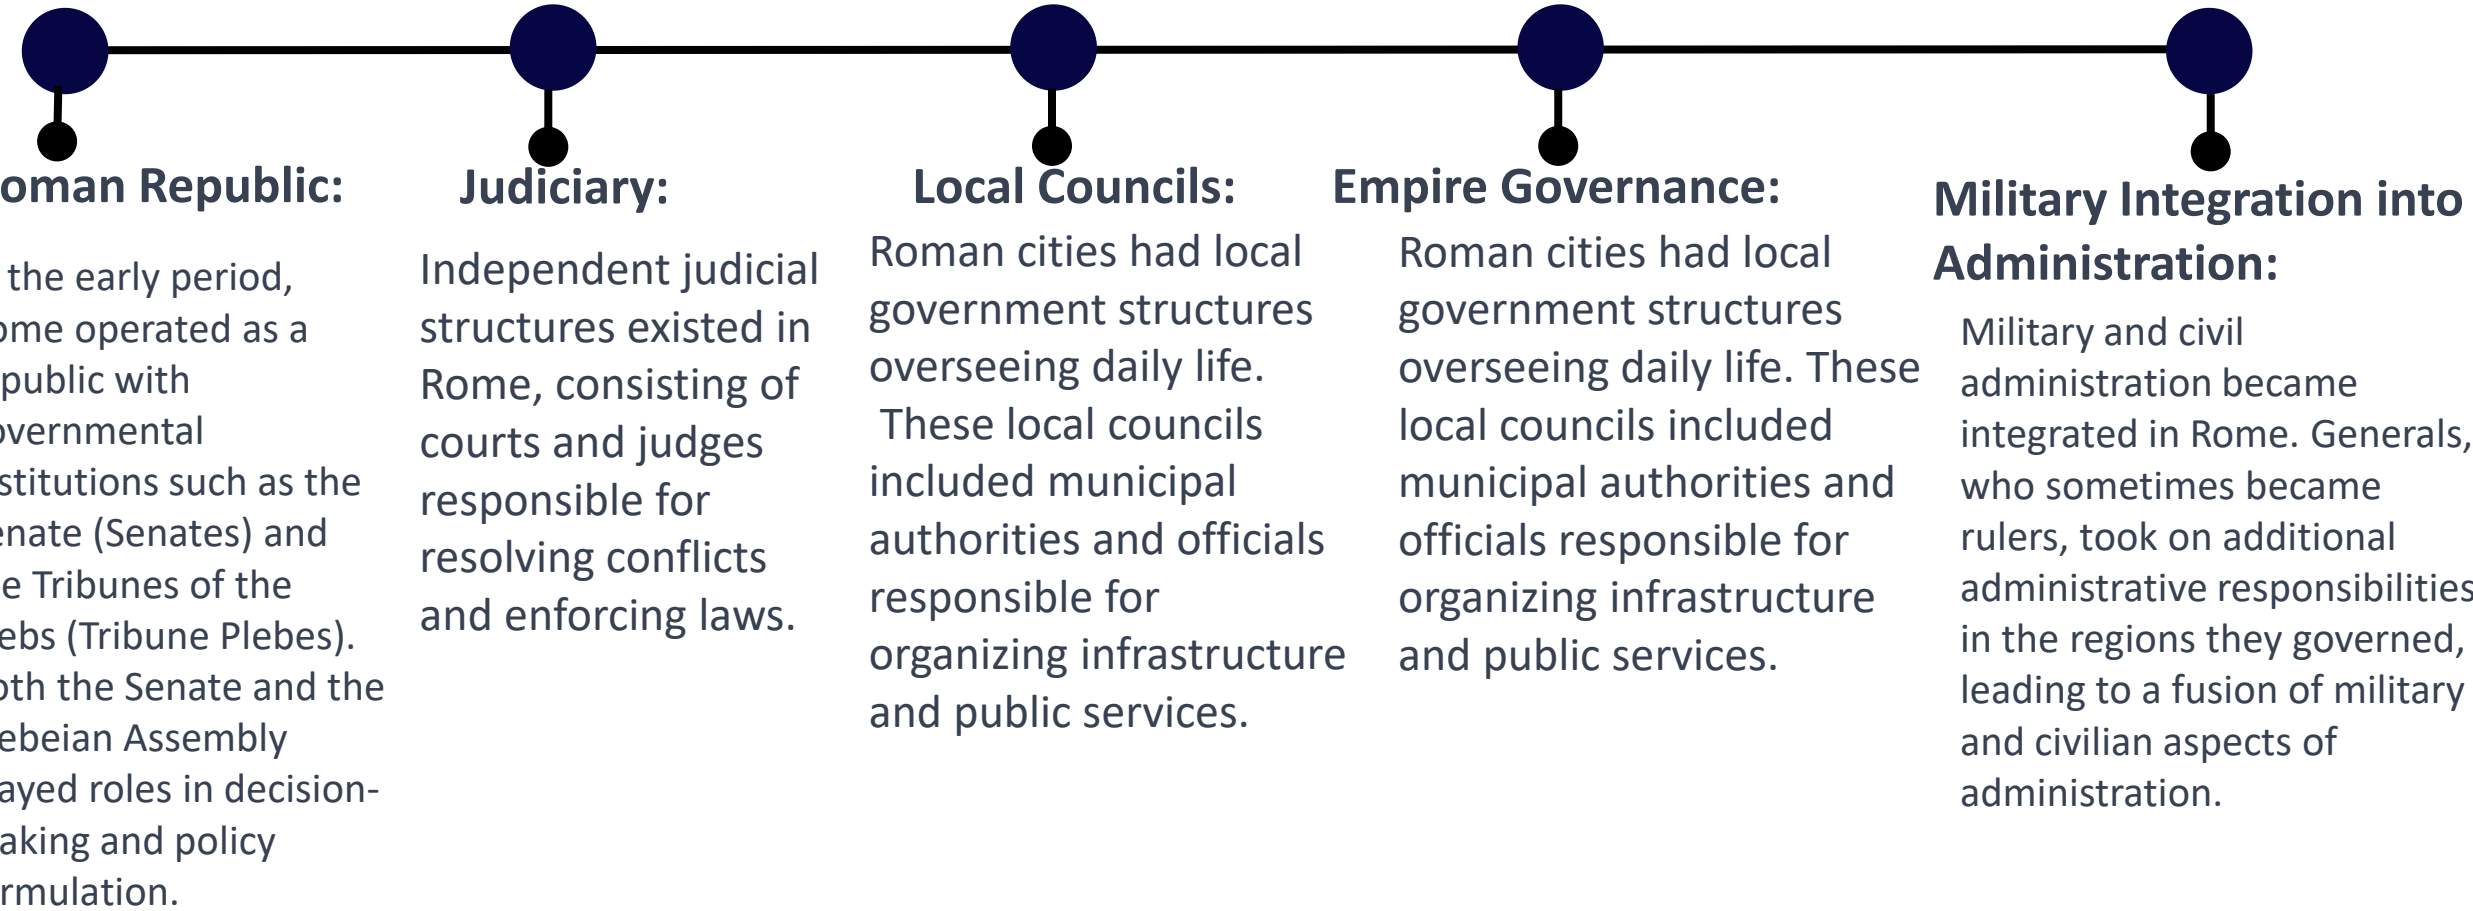 oman Republic:
the early period,
ome operated as a
public with
overnmental
stitutions such as the
enate (Senates) and
e Tribunes of the
ebs (Tribune Plebes).
oth the Senate and the
ebeian Assembly
ayed roles in decision-
aking and policy
rmulation.
Judiciary:
Independent judicial
structures existed in
Rome, consisting of
courts and judges
responsible for
resolving conflicts
and enforcing laws.
Local Councils:
Roman cities had local
government structures
overseeing daily life.
These local councils
included municipal
authorities and officials
responsible for
organizing infrastructure
and public services.
Empire Governance:
Roman cities had local
government structures
overseeing daily life. These
local councils included
municipal authorities and
officials responsible for
organizing infrastructure
and public services.
Military Integration into
Administration:
Military and civil
administration became
integrated in Rome. Generals,
who sometimes became
rulers, took on additional
administrative responsibilities
in the regions they governed,
leading to a fusion of military
and civilian aspects of
administration.